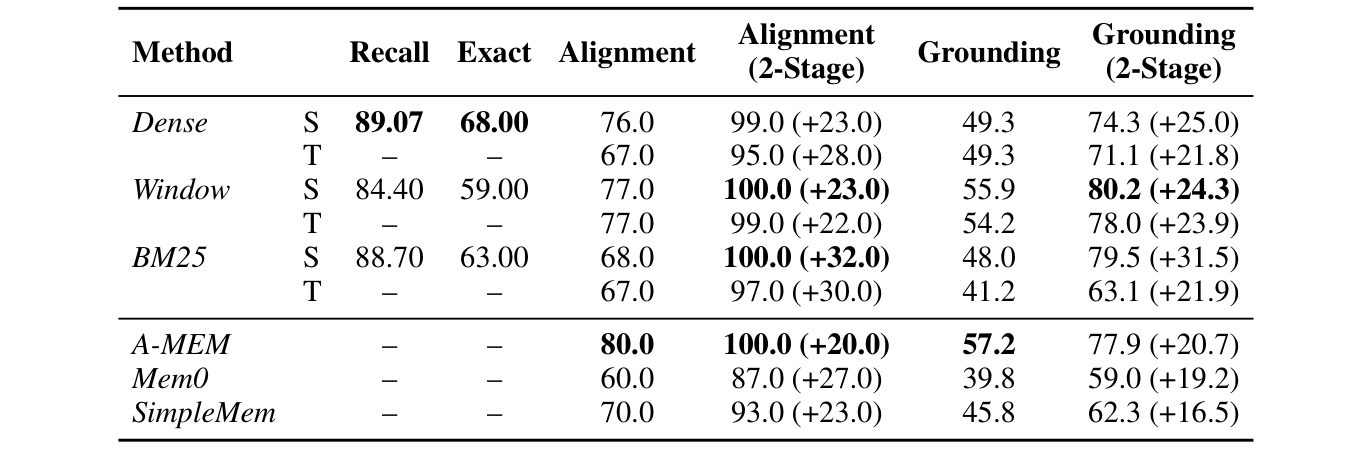 Method Recall Exact Alignment Alignment (2-Stage) Grounding Grounding (2-Stage)
Dense S 89.07 68.00 76.0 99.0 (+23.0) 49.3 74.3 (+25.0)
T – – 67.0 95.0 (+28.0) 49.3 71.1 (+21.8)
Window S 84.40 59.00 77.0 100.0 (+23.0) 55.9 80.2 (+24.3)
T – – 77.0 99.0 (+22.0) 54.2 78.0 (+23.9)
BM25 S 88.70 63.00 68.0 100.0 (+32.0) 48.0 79.5 (+31.5)
T – – 67.0 97.0 (+30.0) 41.2 63.1 (+21.9)
A-MEM – – 80.0 100.0 (+20.0) 57.2 77.9 (+20.7)
Mem0 – – 60.0 87.0 (+27.0) 39.8 59.0 (+19.2)
SimpleMem – – 70.0 93.0 (+23.0) 45.8 62.3 (+16.5)